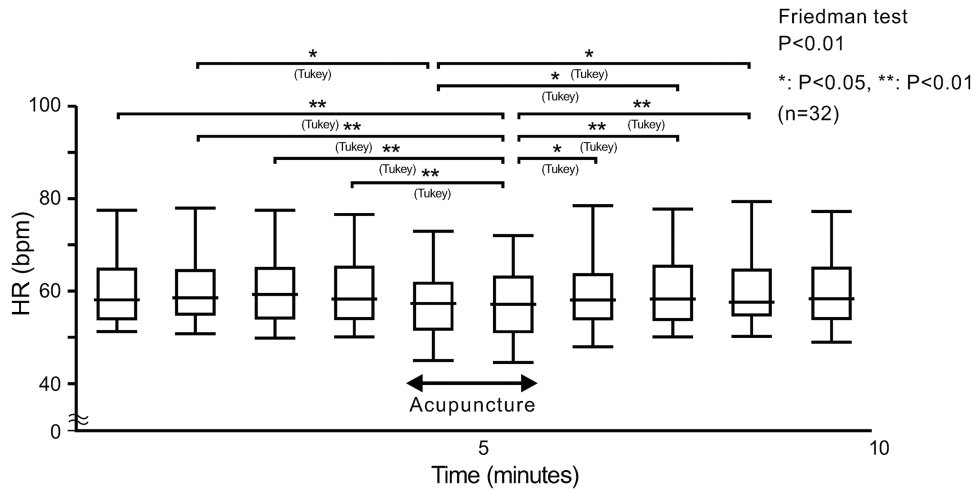 Friedman test
P<0.01
*: P<0.05, **: P<0.01
(n=32)
*
(Tukey)
*
(Tukey)
*
(Tukey)
**
(Tukey)
**
(Tukey)
**
(Tukey)
**
(Tukey)
**
(Tukey)
*
(Tukey)
**
(Tukey)
100
80
60
40
0
HR (bpm)
Acupuncture
5
10
Time (minutes)